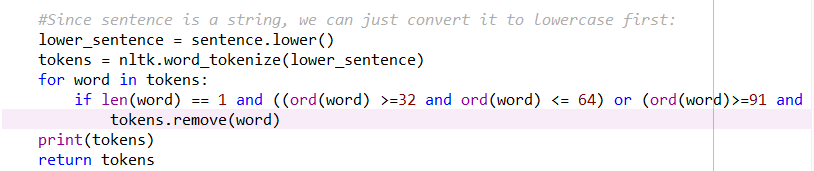 #Since sentence is a string, we can just convert it to lowercase first:
lower_sentence = sentence.lower()
tokens = nltk.word_tokenize(lower_sentence)
for word in tokens:
if len(word) == 1 and ((ord(word) >=32 and ord(word) <= 64) or (ord(word)>=91 and
tokens.remove(word)
print(tokens)
return tokens